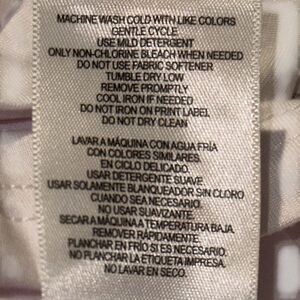 MACHINE WASH COLD WITH LIKE COLORS
GENTLE CYCLE
USE MILD DETERGENT
ONLY NON-CHLORINE BLEACH WHEN NEEDED
DO NOT USE FABRIC SOFTENER
TUMBLE DRY LOW
REMOVE PROMPTLY
COOL IRON IF NEEDED
DO NOT IRON ON PRINT LABEL
DO NOT DRY CLEAN
LAVAR A MÁQUINA CON AGUA FRÍA
CON COLORES SIMILARES.
EN CICLO DELICADO.
USAR DETERGENTE SUAVE.
USAR SOLAMENTE BLANQUEADOR SIN CLORO
CUANDO SEA NECESARIO.
NO USAR SUAVIZANTE.
SECAR A MÁQUINA A TEMPERATURA BAJA.
REMOVER RÁPIDAMENTE.
PLANCHAR EN FRÍO SI ES NECESARIO.
NO PLANCHAR LA ETIQUETA IMPRESA.
NO LAVAR EN SECO.